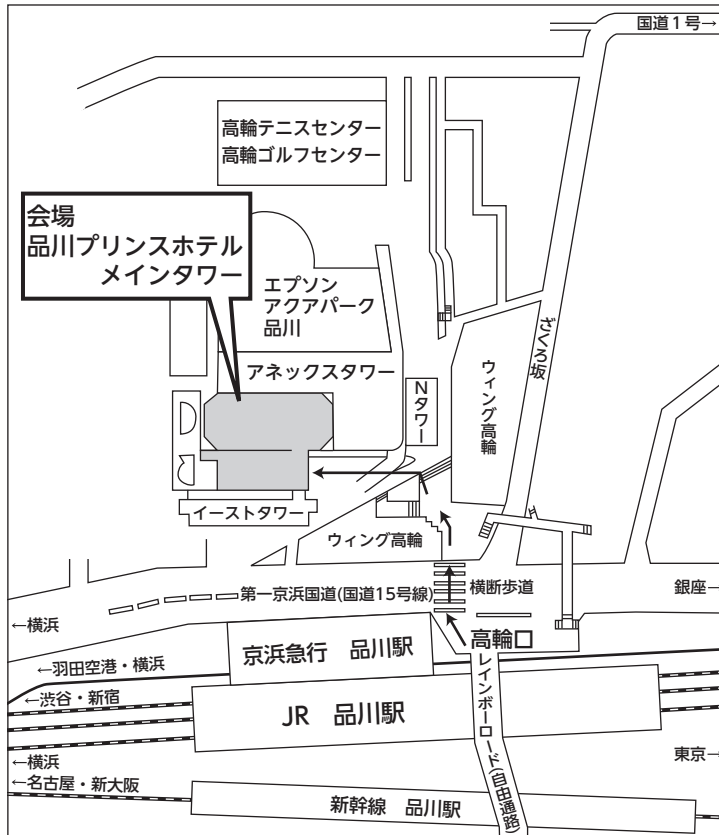 国道1号→
高輪テニスセンター
高輪ゴルフセンター
会場
品川プリンスホテル
メインタワー
エプソン
アクアパーク
品川
アネックスタワー
Nタワー
ウィング高輪
ざくろ坂
イーストタワー
ウィング高輪
第一京浜国道(国道15号線)
横断歩道
銀座→
←横浜
高輪口
京浜急行 品川駅
←羽田空港・横浜
←渋谷・新宿
JR 品川駅
レインボーロード(自由通路)
←横浜
東京→
←名古屋・新大阪
新幹線 品川駅